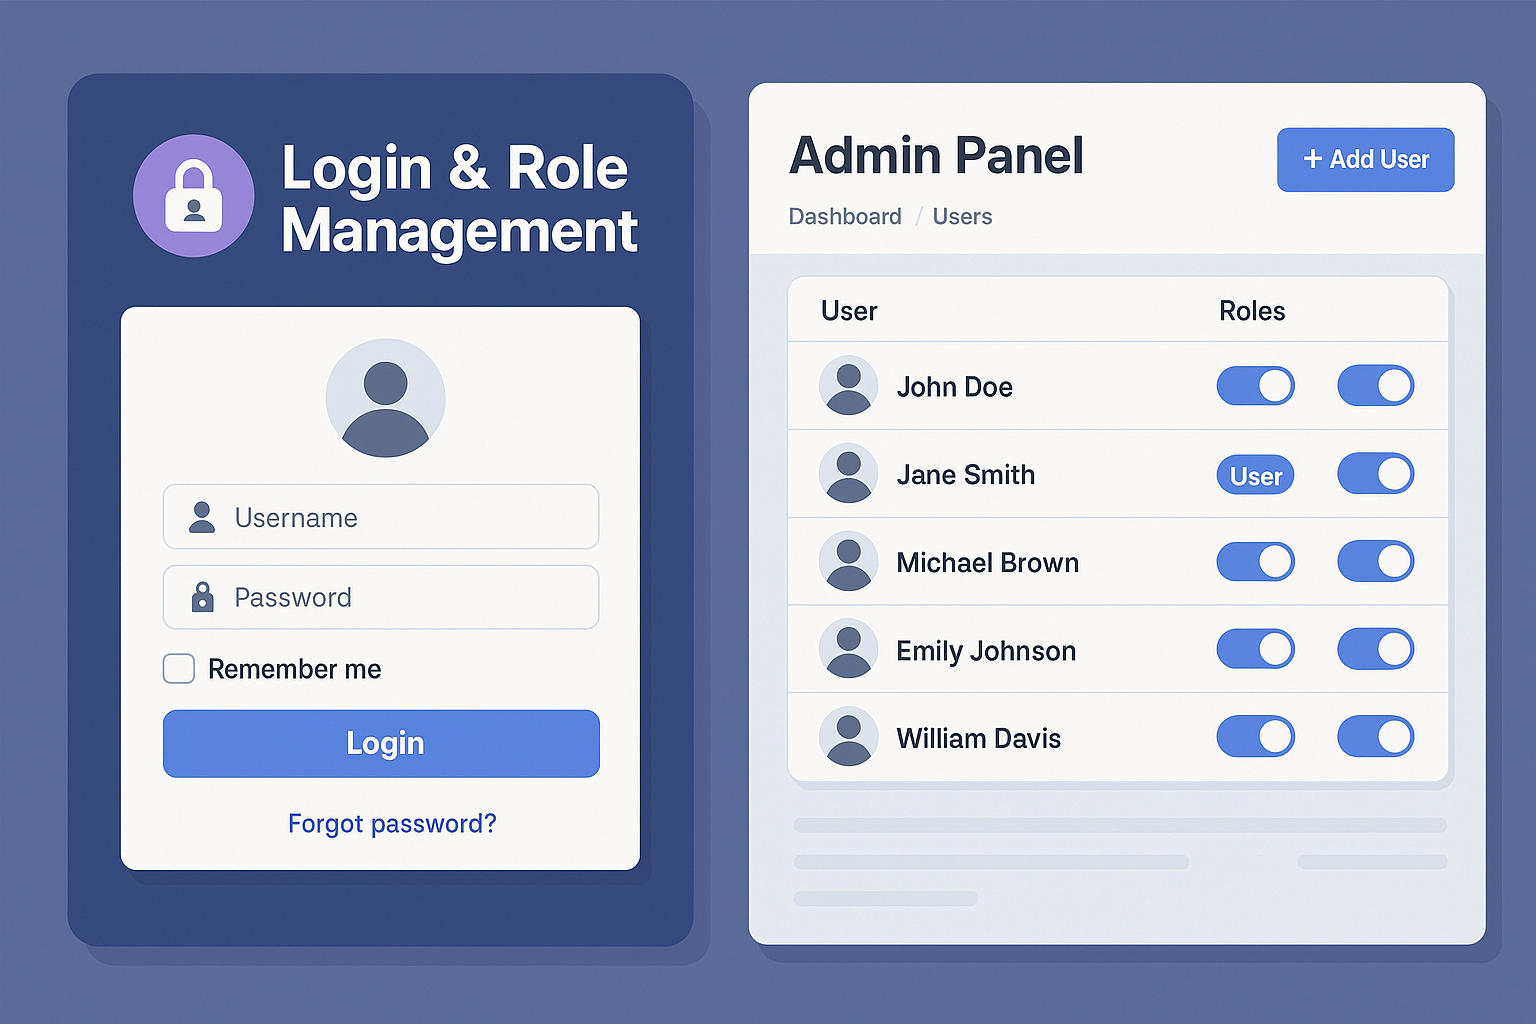 Login & Role
Management
Username
Password
Remember me
Login
Forgot password?
Admin Panel
+ Add User
Dashboard / Users
User Roles
John Doe
Jane Smith User
Michael Brown
Emily Johnson
William Davis